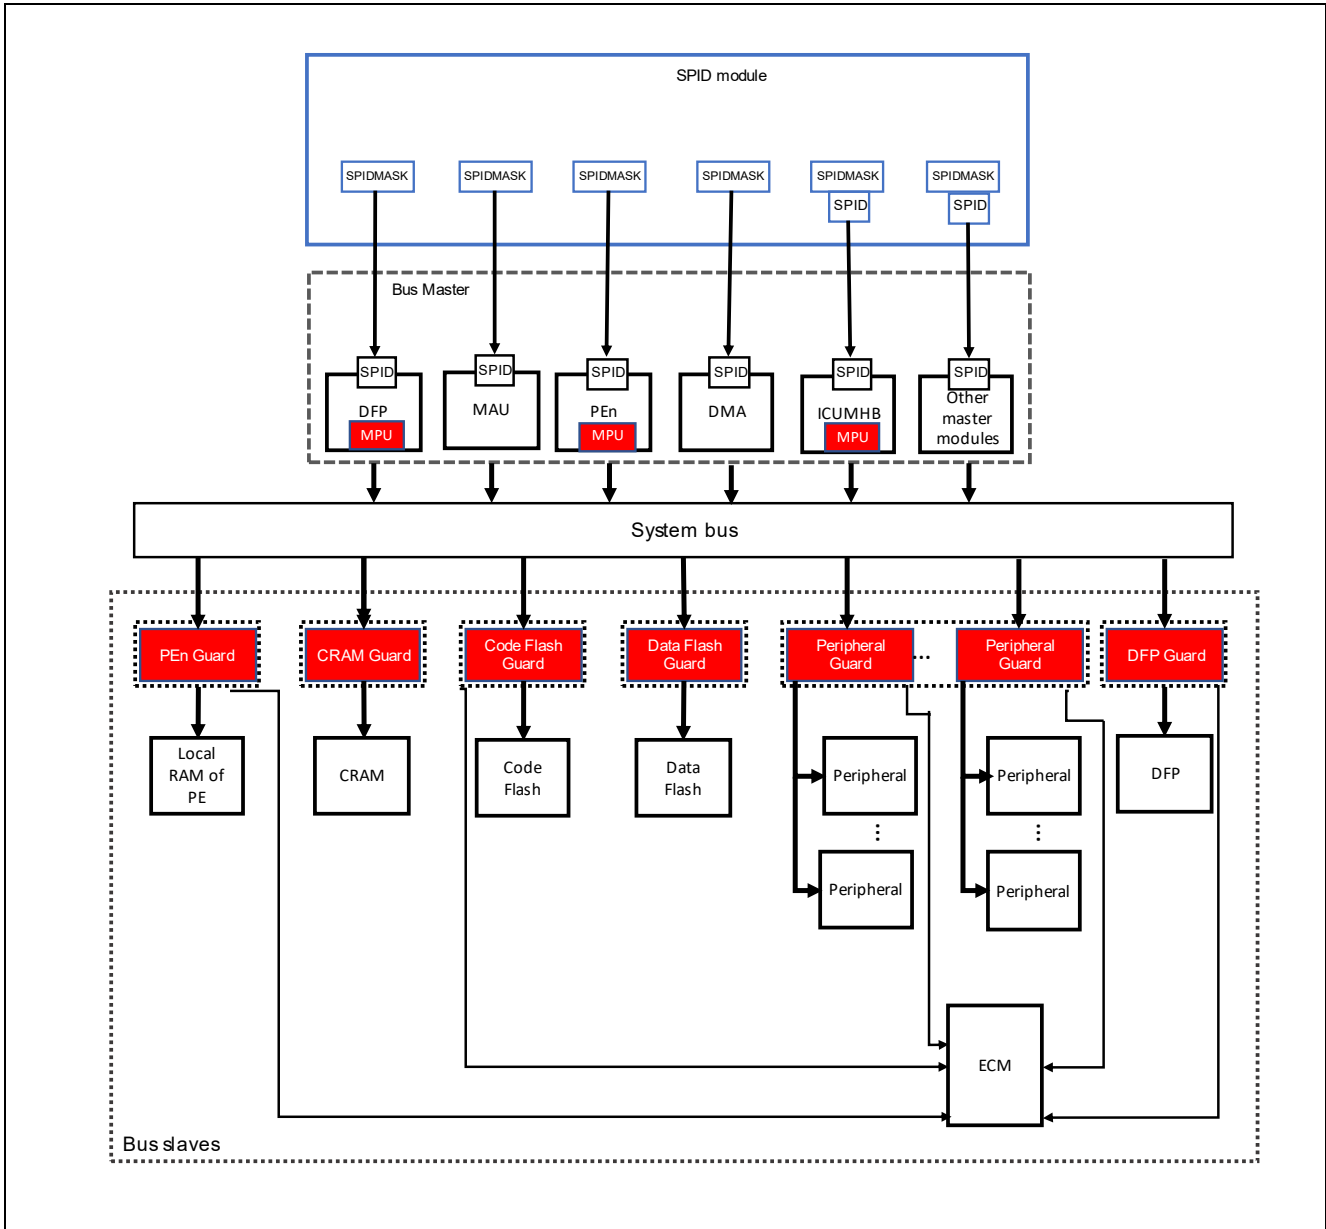 SPID module
SPIDMASK
SPIDMASK
SPIDMASK
SPIDMASK
SPIDMASK
SPIDMASK
SPID
SPID
Bus Master
SPID
SPID
SPID
SPID
SPID
SPID
DFP
MAU
PEn
DMA
ICUMHB
Other
master
modules
MPU
MPU
MPU
System bus
PEn Guard
CRAM Guard
Code Flash
Guard
Data Flash
Guard
Peripheral
Guard
...
Peripheral
Guard
DFP Guard
Local
RAM of
PE
CRAM
Code
Flash
Data
Flash
Peripheral
Peripheral
DFP
...
...
Peripheral
Peripheral
ECM
Bus slaves